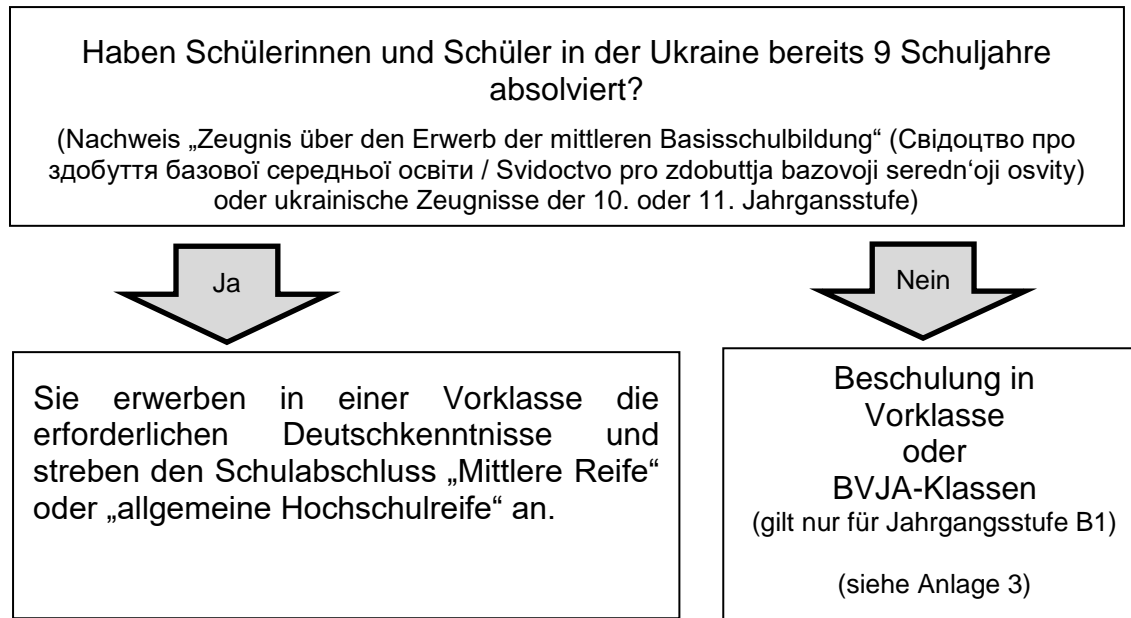 Haben Schülerinnen und Schüler in der Ukraine bereits 9 Schuljahre
absolviert?
(Nachweis „Zeugnis über den Erwerb der mittleren Basisschulbildung“ (Свідоцтво про
здобуття базової середньої освіти / Svidoctvo pro zdobuttja bazovoji seredn‘oji osvity)
oder ukrainische Zeugnisse der 10. oder 11. Jahrgansstufe)
Ja
Nein
Sie erwerben in einer Vorklasse die
erforderlichen Deutschkenntnisse und
streben den Schulabschluss „Mittlere Reife“
oder „allgemeine Hochschulreife“ an.
Beschulung in
Vorklasse
oder
BVJA-Klassen
(gilt nur für Jahrgangsstufe B1)
(siehe Anlage 3)